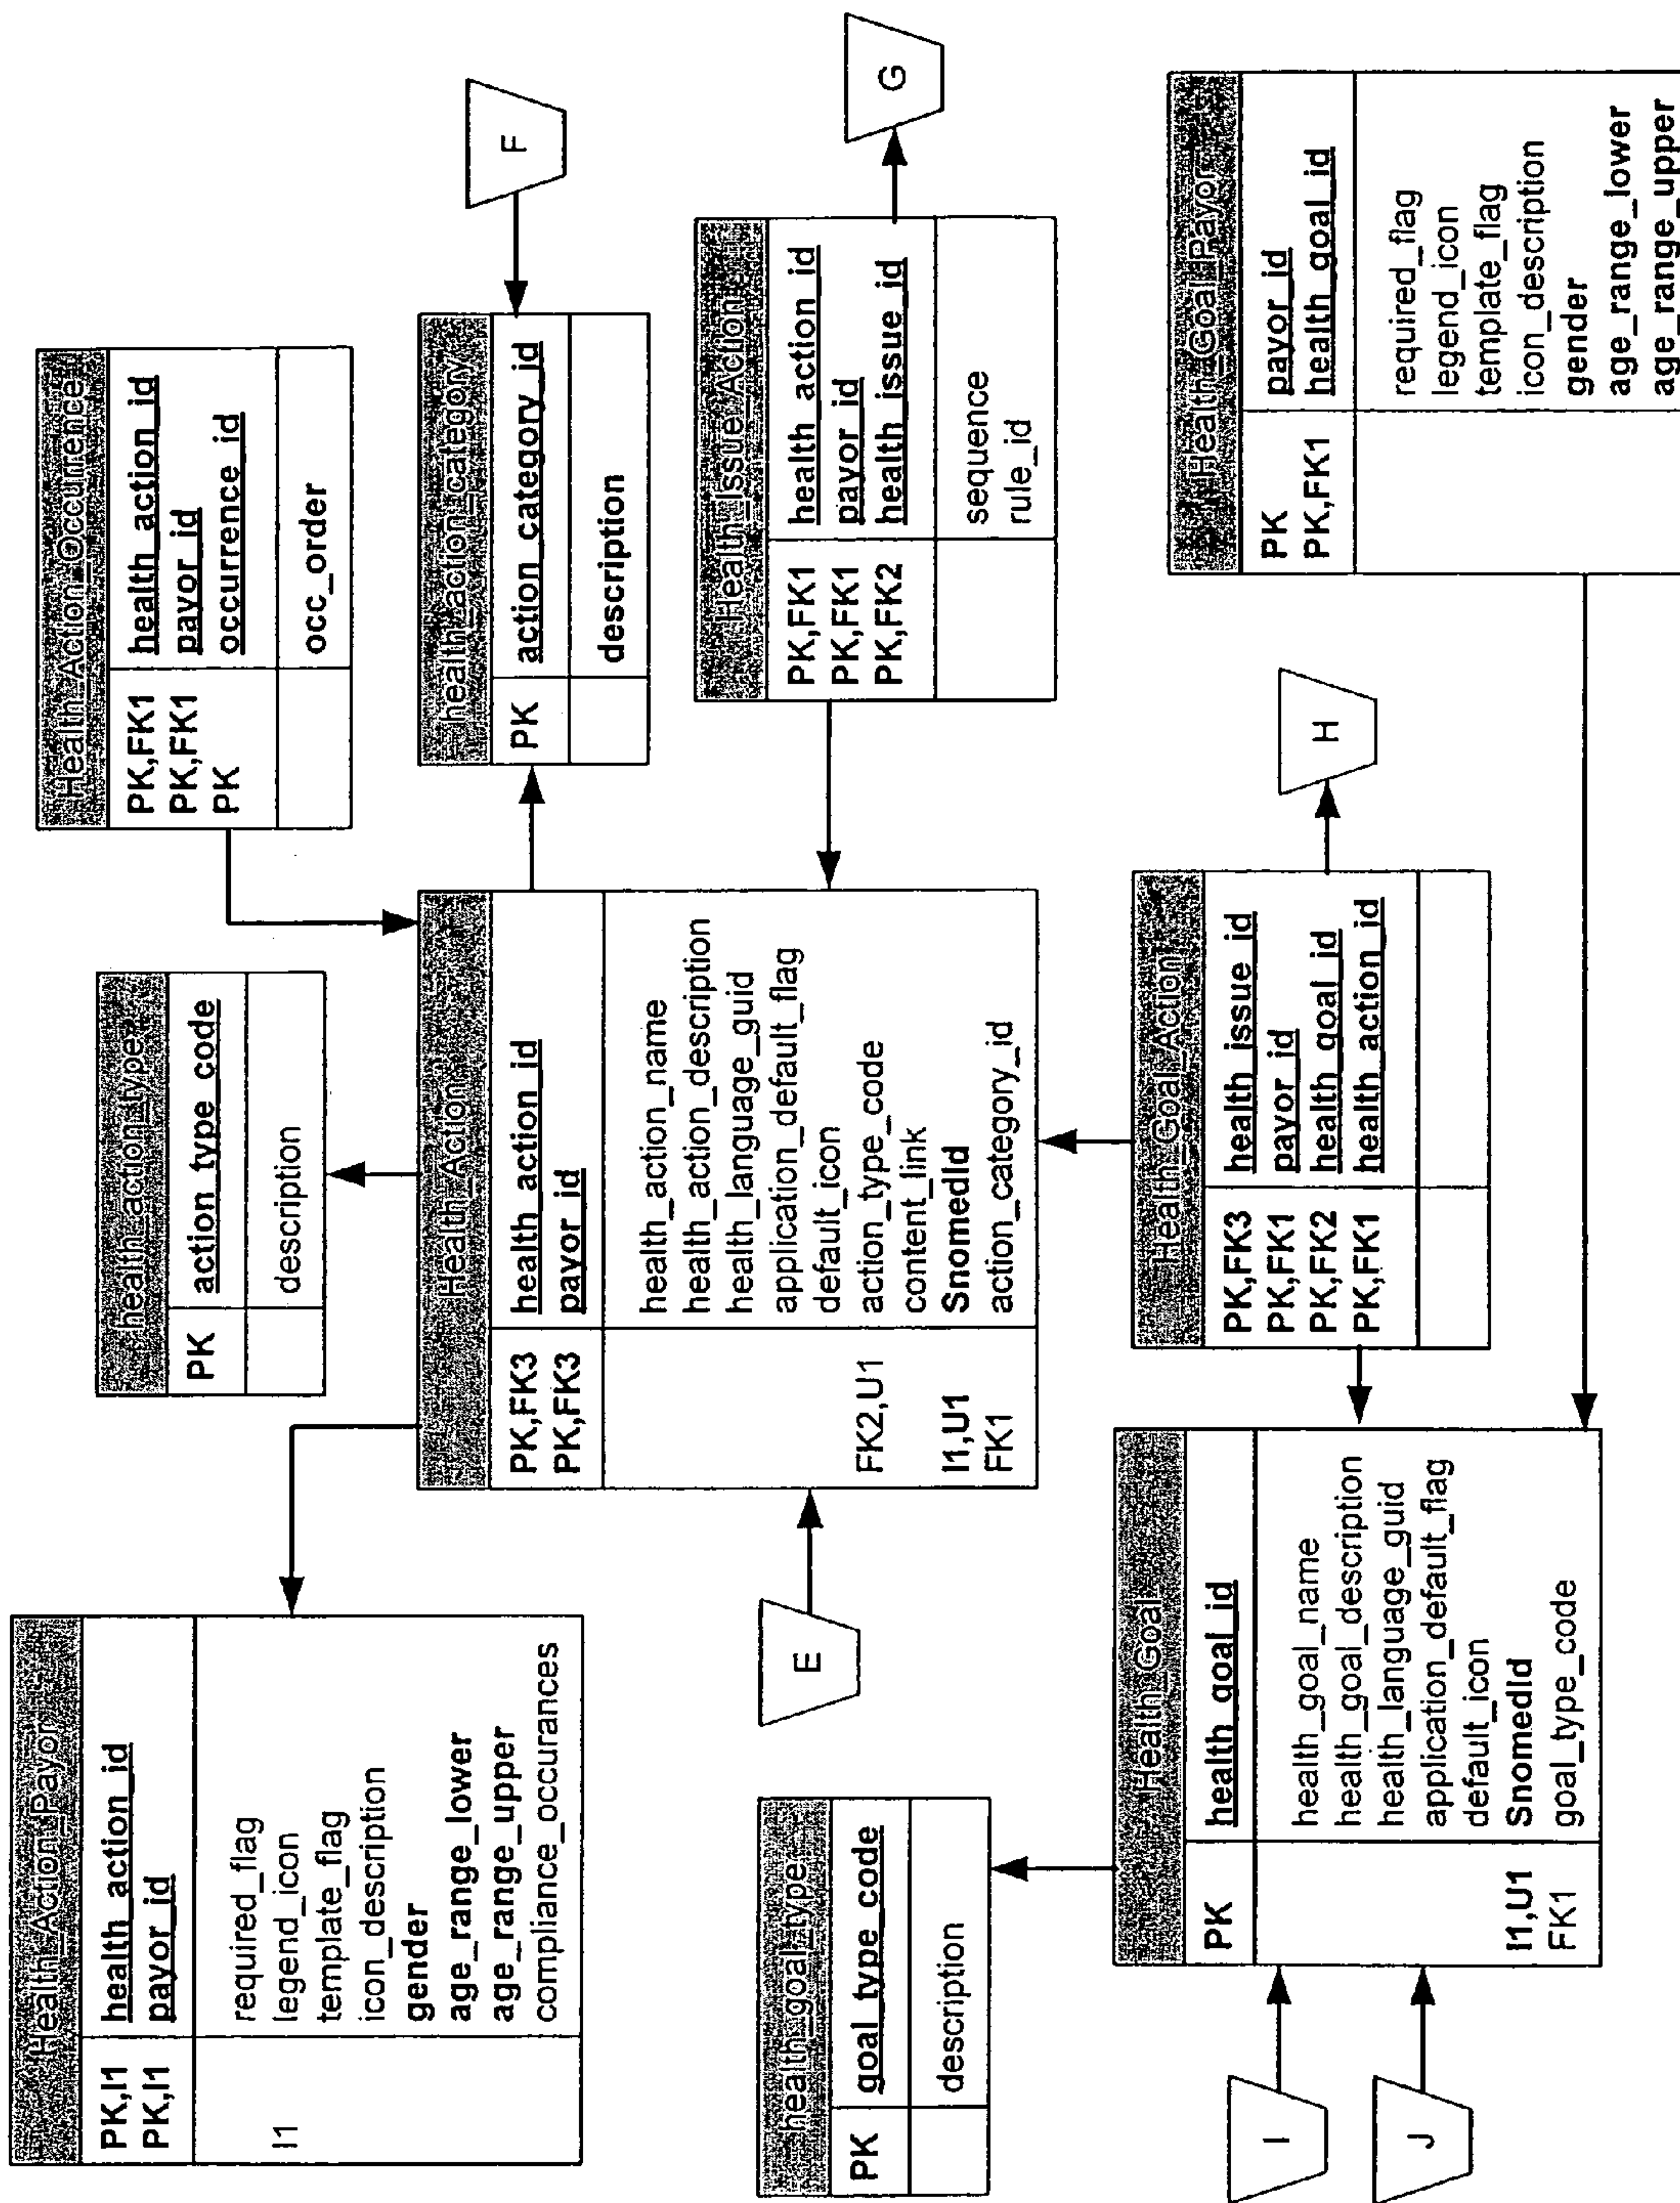 Health_Action_Payor
PK,I1 health_action_id
PK,I1 payor_id
required_flag
I1 legend_icon
template_flag
icon_description
gender
age_range_lower
age_range_upper
compliance_occurances
health_action_type
PK action_type_code
description
Health_Action_Occurrence
PK,FK1 health_action_id
PK,FK1 payor_id
PK occurrence_id
occ_order
Health_Action
PK,FK3 health_action_id
PK,FK3 payor_id
health_action_name
health_action_description
health_language_guid
application_default_flag
default_icon
FK2,U1 action_type_code
content_link
I1,U1 SnomedId
FK1 action_category_id
health_action_category
PK action_category_id
description
F
E
Health_Issue_Action
PK,FK1 health_action_id
PK,FK1 payor_id
PK,FK2 health_issue_id
sequence
rule_id
G
health_goal_type
PK goal_type_code
description
Health_Goal
PK health_goal_id
health_goal_name
health_goal_description
health_language_guid
application_default_flag
default_icon
I1,U1 SnomedId
FK1 goal_type_code
I
J
Health_Goal_Action
PK,FK3 health_issue_id
PK,FK1 payor_id
PK,FK2 health_goal_id
PK,FK1 health_action_id
H
Health_Goal_Payor
PK payor_id
PK,FK1 health_goal_id
required_flag
legend_icon
template_flag
icon_description
gender
age_range_lower
age_range_upper